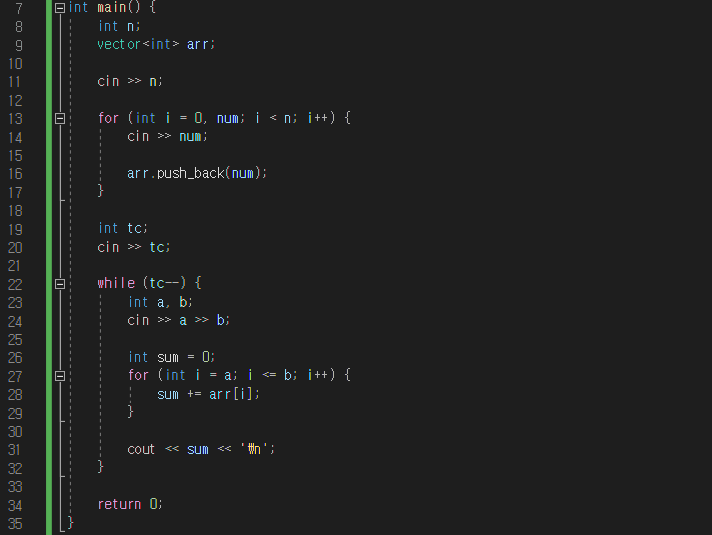 7 int main() {
8 int n;
9 vector<int> arr;
10
11 cin >> n;
12
13 for (int i = 0, num; i < n; i++) {
14 cin >> num;
15
16 arr.push_back(num);
17 }
18
19 int tc;
20 cin >> tc;
21
22 while (tc--) {
23 int a, b;
24 cin >> a >> b;
25
26 int sum = 0;
27 for (int i = a; i <= b; i++) {
28 sum += arr[i];
29 }
30
31 cout << sum << '₩n';
32 }
33
34 return 0;
35 }